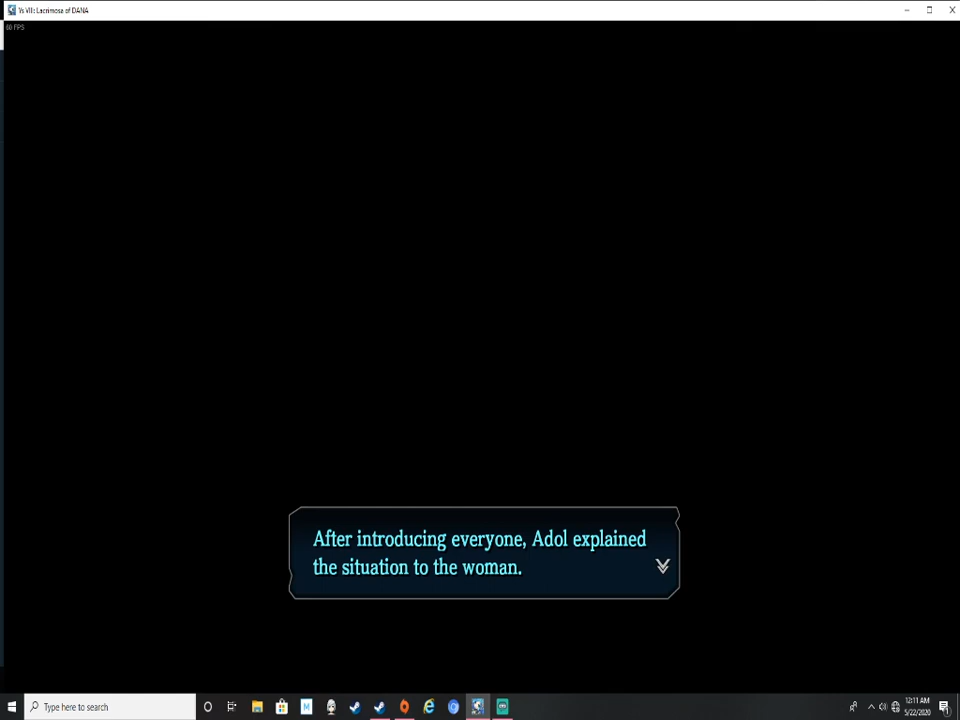 Ys VIII: Lacrimosa of DANA
60 FPS
After introducing everyone, Adol explained
the situation to the woman.
Type here to search
12:11 AM
5/22/2020